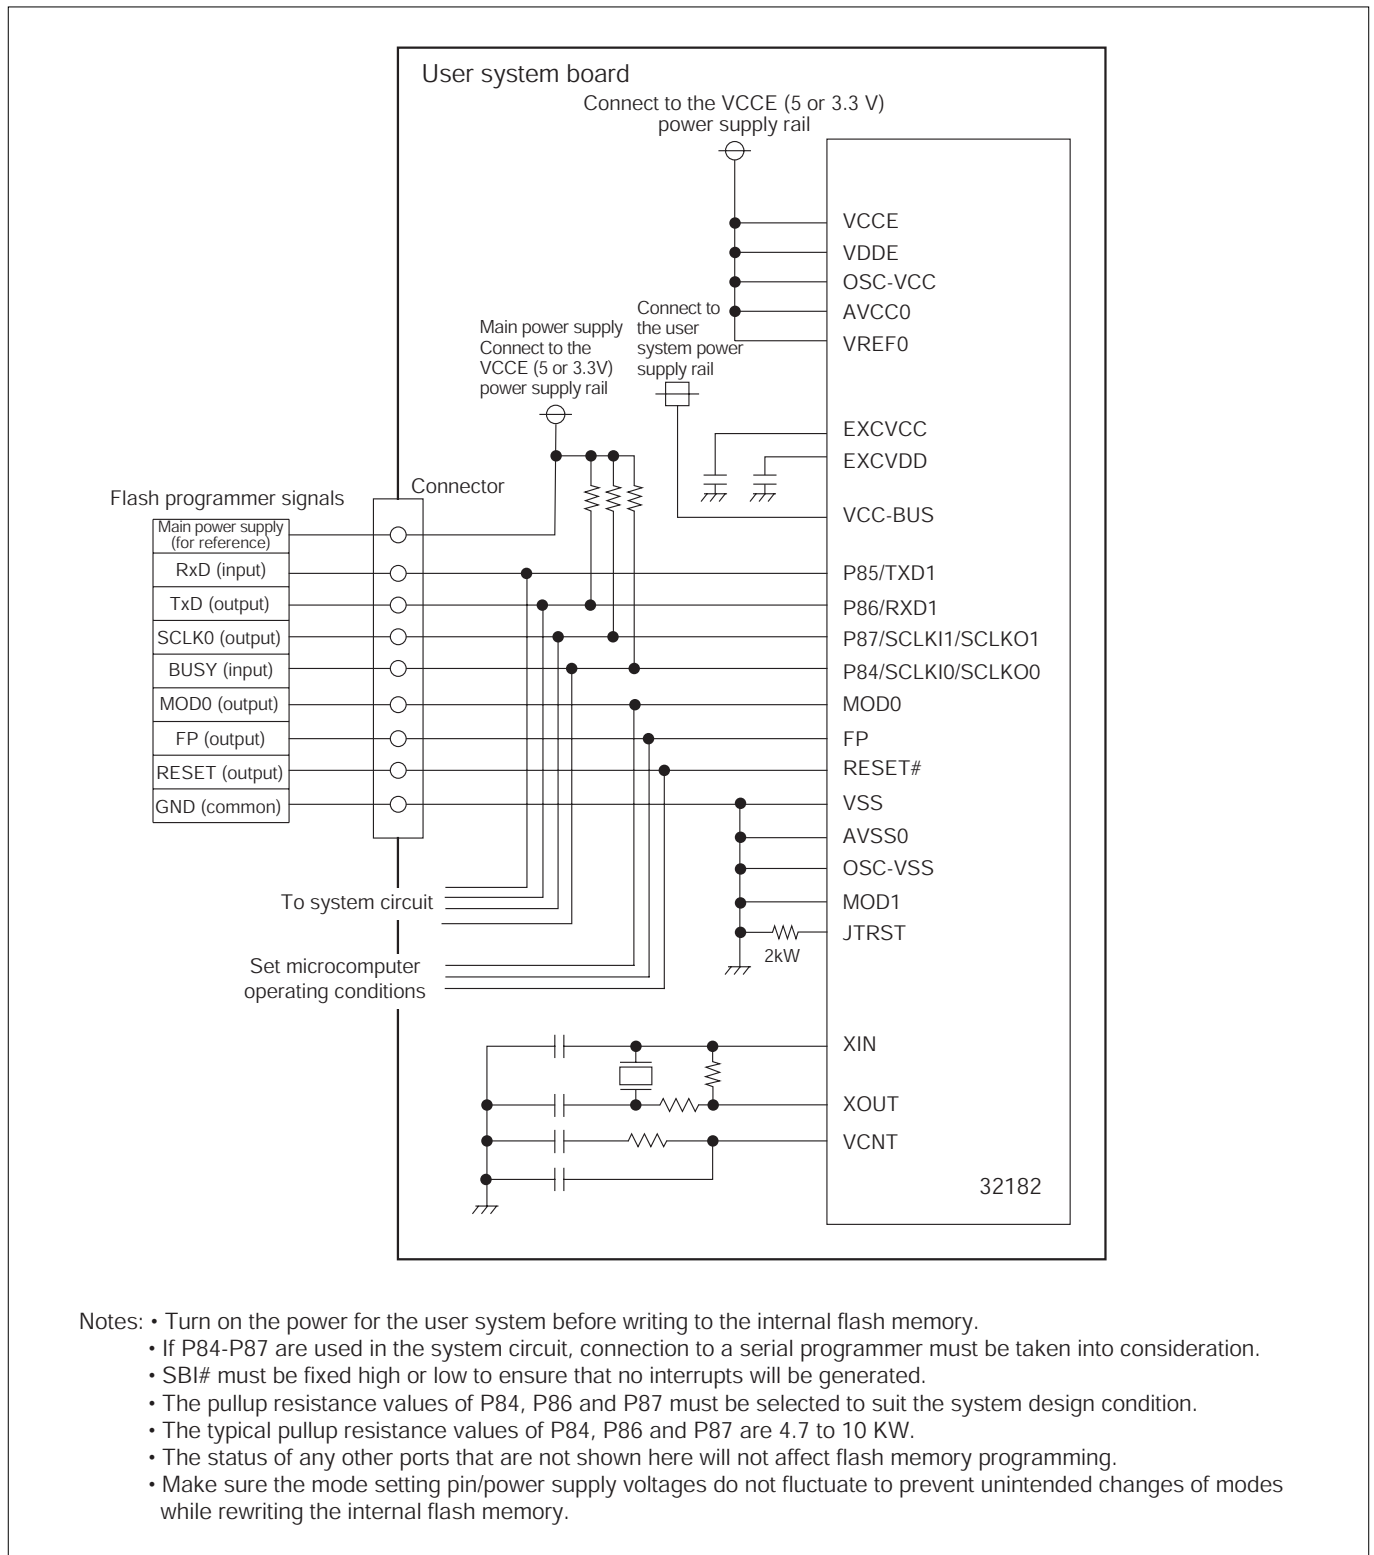 User system board
Connect to the VCCE (5 or 3.3 V)
power supply rail
VCCE
VDDE
OSC-VCC
AVCC0
VREF0
Connect to
the user
system power
supply rail
Main power supply
Connect to the
VCCE (5 or 3.3V)
power supply rail
EXCVCC
EXCVDD
VCC-BUS
Connector
Flash programmer signals
Main power supply
(for reference)
RxD (input)
P85/TXD1
TxD (output)
P86/RXD1
SCLK0 (output)
P87/SCLKI1/SCLKO1
BUSY (input)
P84/SCLKI0/SCLKO0
MOD0 (output)
MOD0
FP (output)
FP
RESET (output)
RESET#
GND (common)
VSS
AVSS0
OSC-VSS
MOD1
JTRST
2kW
To system circuit
Set microcomputer
operating conditions
XIN
XOUT
VCNT
32182
Notes: • Turn on the power for the user system before writing to the internal flash memory.
• If P84-P87 are used in the system circuit, connection to a serial programmer must be taken into consideration.
• SBI# must be fixed high or low to ensure that no interrupts will be generated.
• The pullup resistance values of P84, P86 and P87 must be selected to suit the system design condition.
• The typical pullup resistance values of P84, P86 and P87 are 4.7 to 10 KW.
• The status of any other ports that are not shown here will not affect flash memory programming.
• Make sure the mode setting pin/power supply voltages do not fluctuate to prevent unintended changes of modes
while rewriting the internal flash memory.